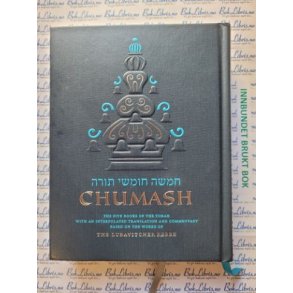 חמשה חומשי תורה
CHUMASH
THE FIVE BOOKS OF THE TORAH
WITH AN INTERPOLATED TRANSLATION AND COMMENTARY
BASED ON THE WORKS OF
THE LUBAVITCHER REBBE
INNBUNDET BRUKT BOK